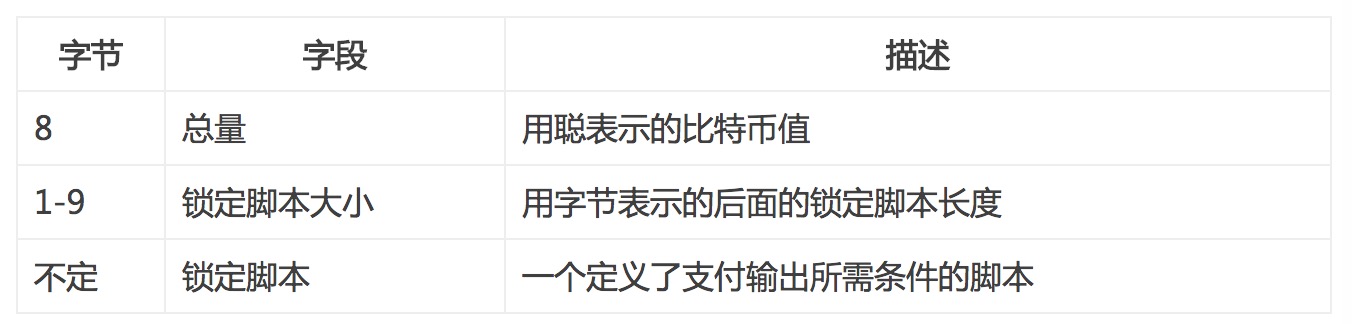 字节 字段 描述
8 总量 用聪表示的比特币值
1-9 锁定脚本大小 用字节表示的后面的锁定脚本长度
不定 锁定脚本 一个定义了支付输出所需条件的脚本